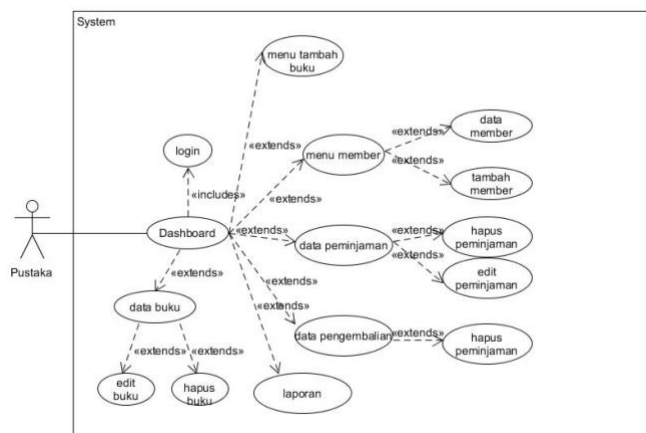 System
menu tambah
buku
«extends»
data
member
«extends»
login
menu member
«extends»
tambah
member
«includes»
«extends»
Pustaka
Dashboard
«extends»
data peminjaman
«extends»
hapus
peminjaman
«extends»
edit
peminjaman
«extends»
«extends»
data buku
«extends»
data pengembalian
«extends»
hapus
peminjaman
«extends»
«extends»
edit
buku
hapus
buku
laporan